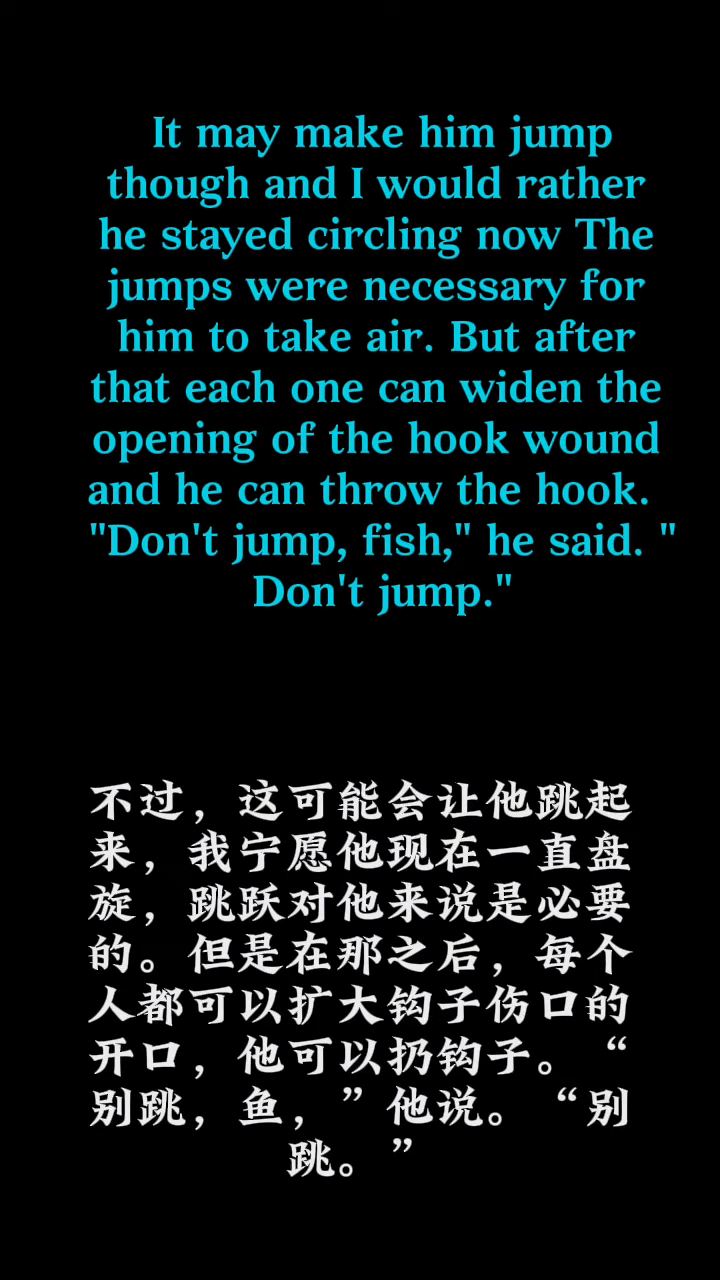 It may make him jump
though and I would rather
he stayed circling now The
jumps were necessary for
him to take air. But after
that each one can widen the
opening of the hook wound
and he can throw the hook.
"Don't jump, fish," he said. "
Don't jump."
不过，这可能会让他跳起
来，我宁愿他现在一直盘
旋，跳跃对他来说是必要
的。但是在那之后，每个
人都可以扩大钩子伤口的
开口，他可以扔钩子。“
别跳，鱼，”他说。“别
跳。”